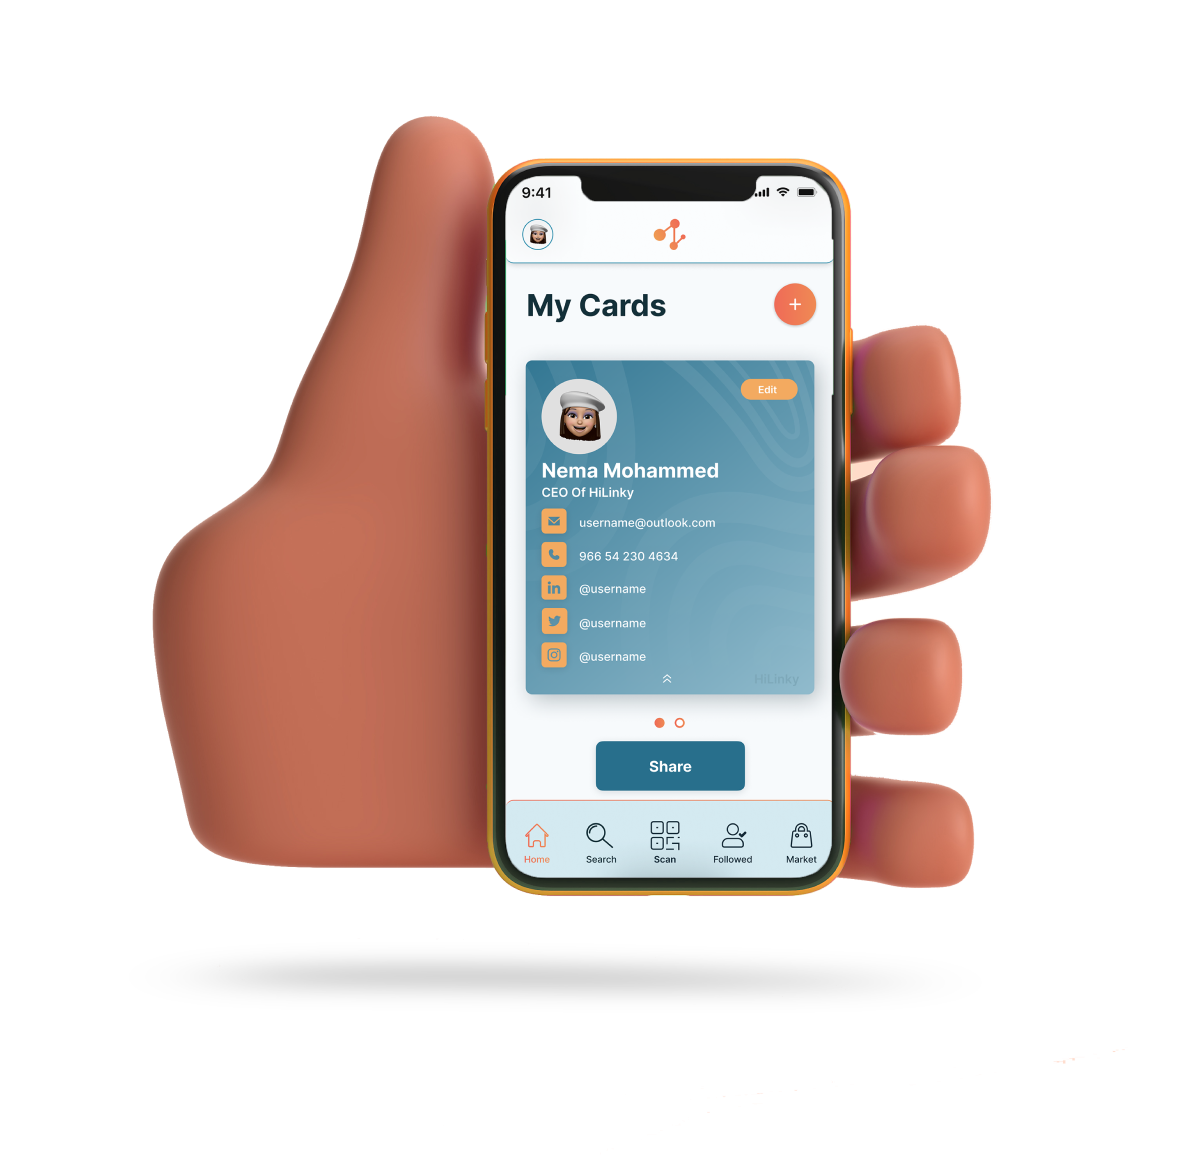 9:41
My Cards
+
Edit
Nema Mohammed
CEO Of HiLinky
username@outlook.com
966 54 230 4634
in
@username
@username
@username
HiLinky
Share
Home
Search
Scan
Followed
Market